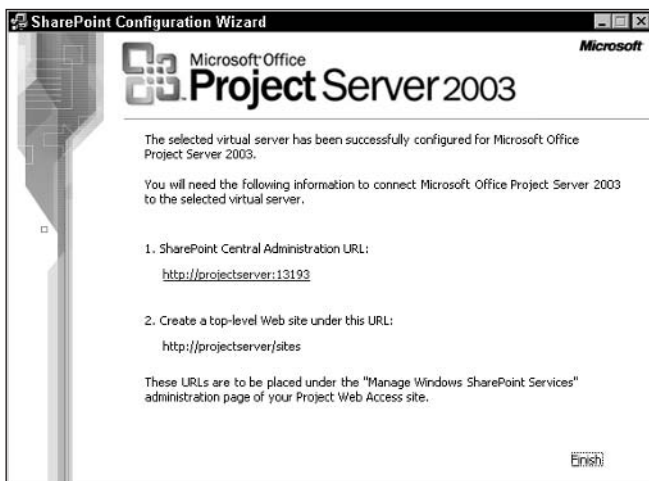 SharePoint Configuration Wizard
Microsoft
Microsoft Office
Project Server 2003
The selected virtual server has been successfully configured for Microsoft Office
Project Server 2003.
You will need the following information to connect Microsoft Office Project Server 2003
to the selected virtual server.
1. SharePoint Central Administration URL:
http://projectserver:13193
2. Create a top-level Web site under this URL:
http://projectserver/sites
These URLs are to be placed under the "Manage Windows SharePoint Services"
administration page of your Project Web Access site.
Finish